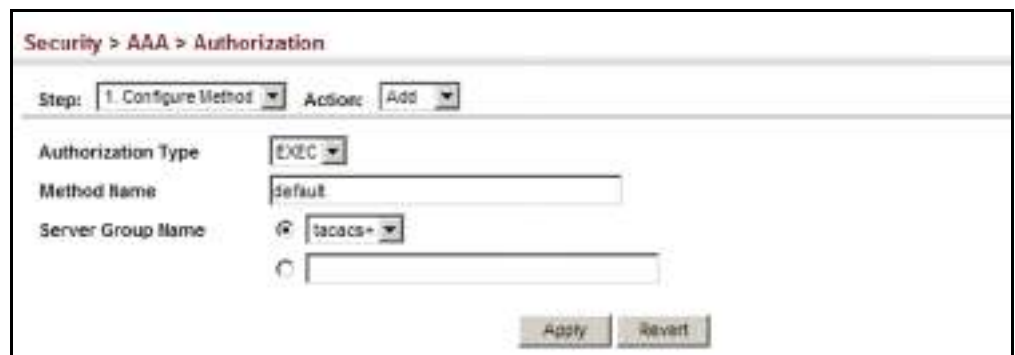 Security > AAA > Authorization
Step: 1. Configure Method Action: Add
Authorization Type EXEC
Method Name default
Server Group Name tacacs+
Apply Revert